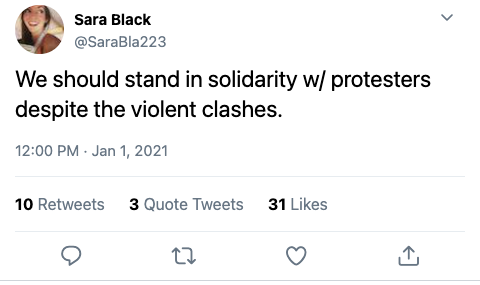 Sara Black
@SaraBla223
We should stand in solidarity w/ protesters
despite the violent clashes.
12:00 PM · Jan 1, 2021
10 Retweets 3 Quote Tweets 31 Likes